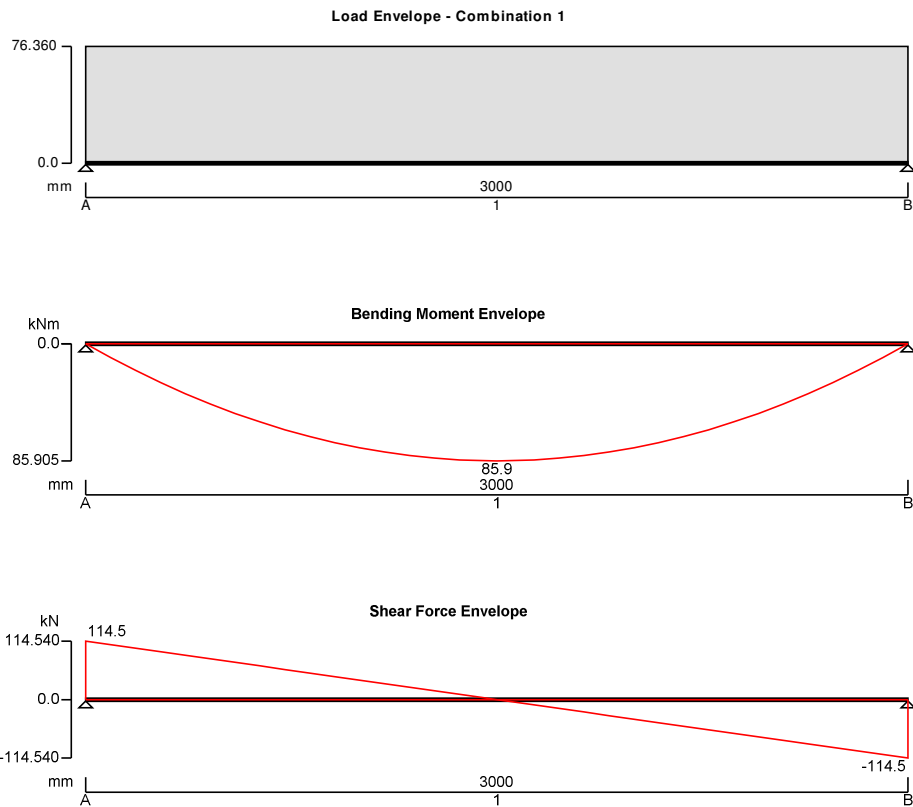 Load Envelope - Combination 1
76.360
0.0
mm
3000
A 1 B
Bending Moment Envelope
kNm
0.0
85.905
85.9
mm
3000
A 1 B
Shear Force Envelope
kN
114.540
114.5
0.0
-114.540
-114.5
mm
3000
A 1 B